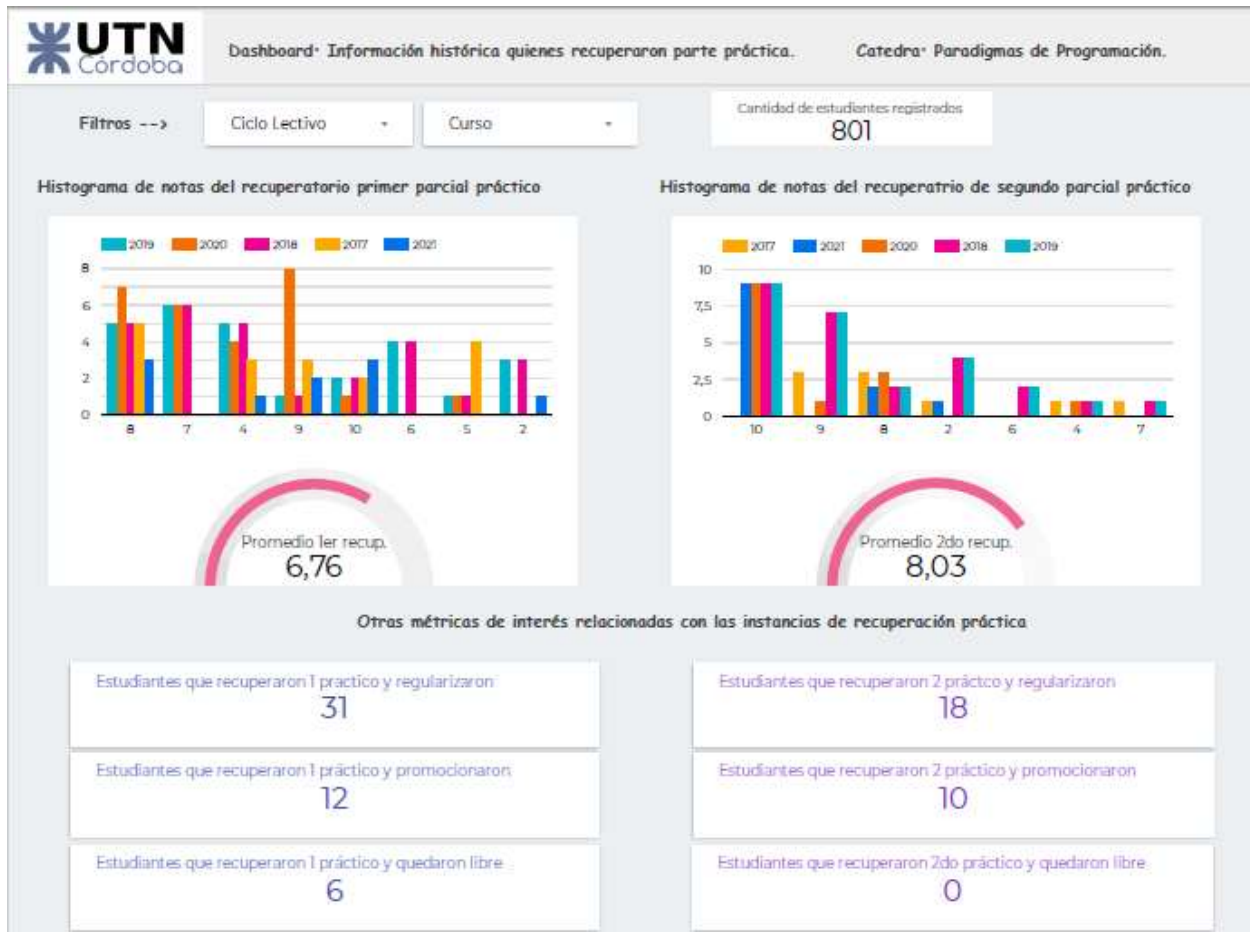 UTN
Córdoba
Dashboard· Información histórica quienes recuperaron parte práctica.
Catedra· Paradigmas de Programación.
Filtros -->
Ciclo Lectivo
Curso
Cantidad de estudiantes registrados
801
Histograma de notas del recuperatorio primer parcial práctico
2019 2020 2018 2017 2021
8
6
4
2
0
8 7 4 9 10 6 5 2
Promedio 1er recup.
6,76
Histograma de notas del recuperatrio de segundo parcial práctico
2017 2021 2020 2018 2019
10
7,5
5
2,5
0
10 9 8 2 6 4 7
Promedio 2do recup.
8,03
Otras métricas de interés relacionadas con las instancias de recuperación práctica
Estudiantes que recuperaron 1 practico y regularizaron
31
Estudiantes que recuperaron 2 práctco y regularizaron
18
Estudiantes que recuperaron 1 práctico y promocionaron
12
Estudiantes que recuperaron 2 práctico y promocionaron
10
Estudiantes que recuperaron 1 práctico y quedaron libre
6
Estudiantes que recuperaron 2do práctico y quedaron libre
0